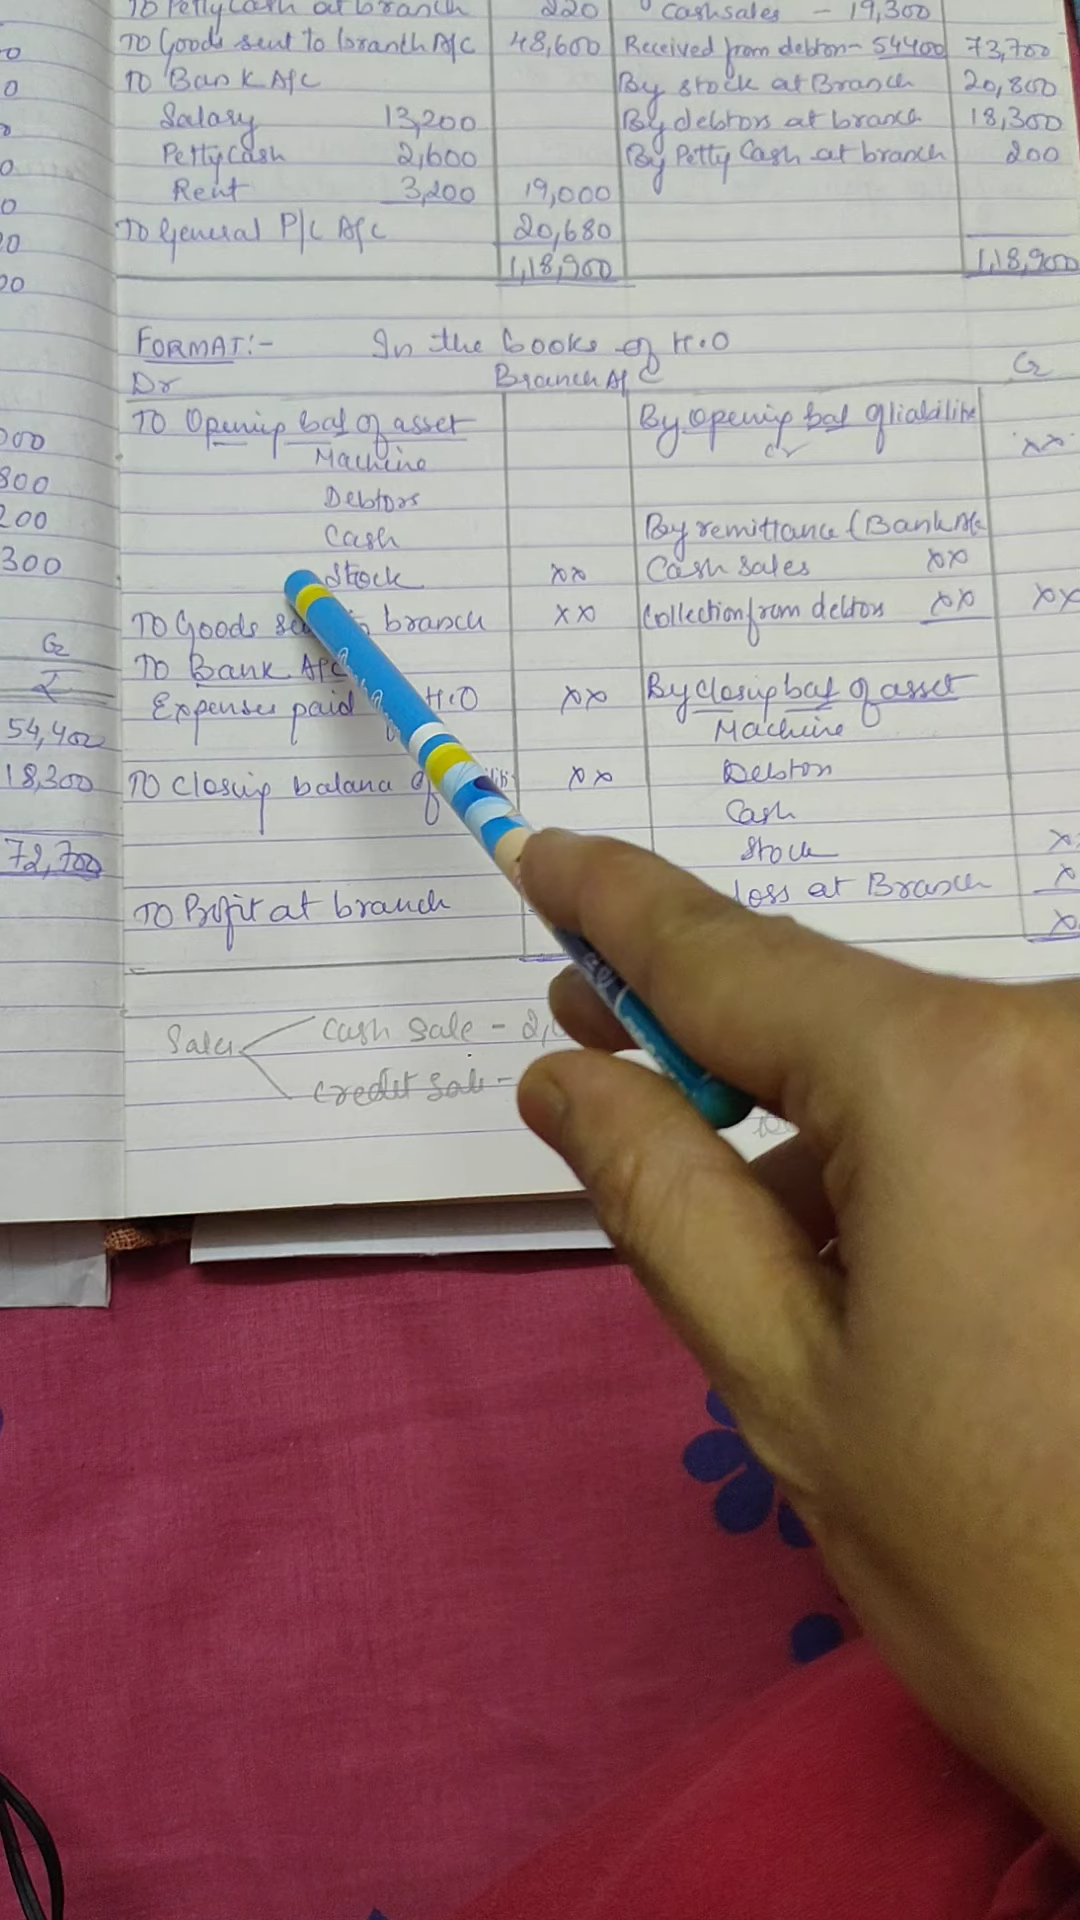 To Petty Cash at branch 220 Cash sales - 19,300
To Goods sent to branch A/c 48,600 Received from debtors - 54400 73,700
To Bank A/c By stock at Branch 20,800
Salary 13,200 By debtors at branch 18,300
Petty cash 2,600 By Petty Cash at branch 200
Rent 3,200 19,000
To General P/L A/c 20,680
1,18,900 1,18,900
FORMAT:- In the books of H.O
Dr Branch A/c Cr
To Opening bal of asset By Opening bal of liabilities
Machine xx
Debtors
Cash By remittance (Bank A/c
Stock xx Cash sales xx
To Goods branch xx Collection from debtors xx xx
To Bank A/c
Expenses paid H.O xx By Closing bal of asset
Machine
To Closing balance xx Debtors
Cash
Stock x
To Profit at branch loss at Branch x
x
Sales
Cash sale - 2,
Credit Sale -
000
800
200
300
Cr
54,400
18,300
72,700